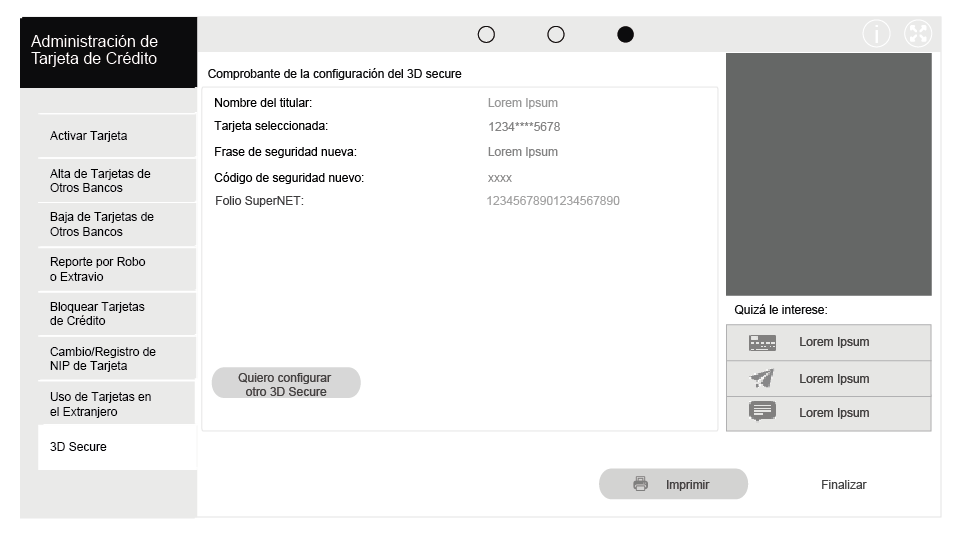 Administración de
Tarjeta de Crédito
i
Comprobante de la configuración del 3D secure
Nombre del titular: Lorem Ipsum
Tarjeta seleccionada: 1234****5678
Frase de seguridad nueva: Lorem Ipsum
Código de seguridad nuevo: xxxx
Folio SuperNET: 12345678901234567890
Quiero configurar
otro 3D Secure
Activar Tarjeta
Alta de Tarjetas de
Otros Bancos
Baja de Tarjetas de
Otros Bancos
Reporte por Robo
o Extravio
Bloquear Tarjetas
de Crédito
Cambio/Registro de
NIP de Tarjeta
Uso de Tarjetas en
el Extranjero
3D Secure
Quizá le interese:
Lorem Ipsum
Lorem Ipsum
Lorem Ipsum
Imprimir
Finalizar